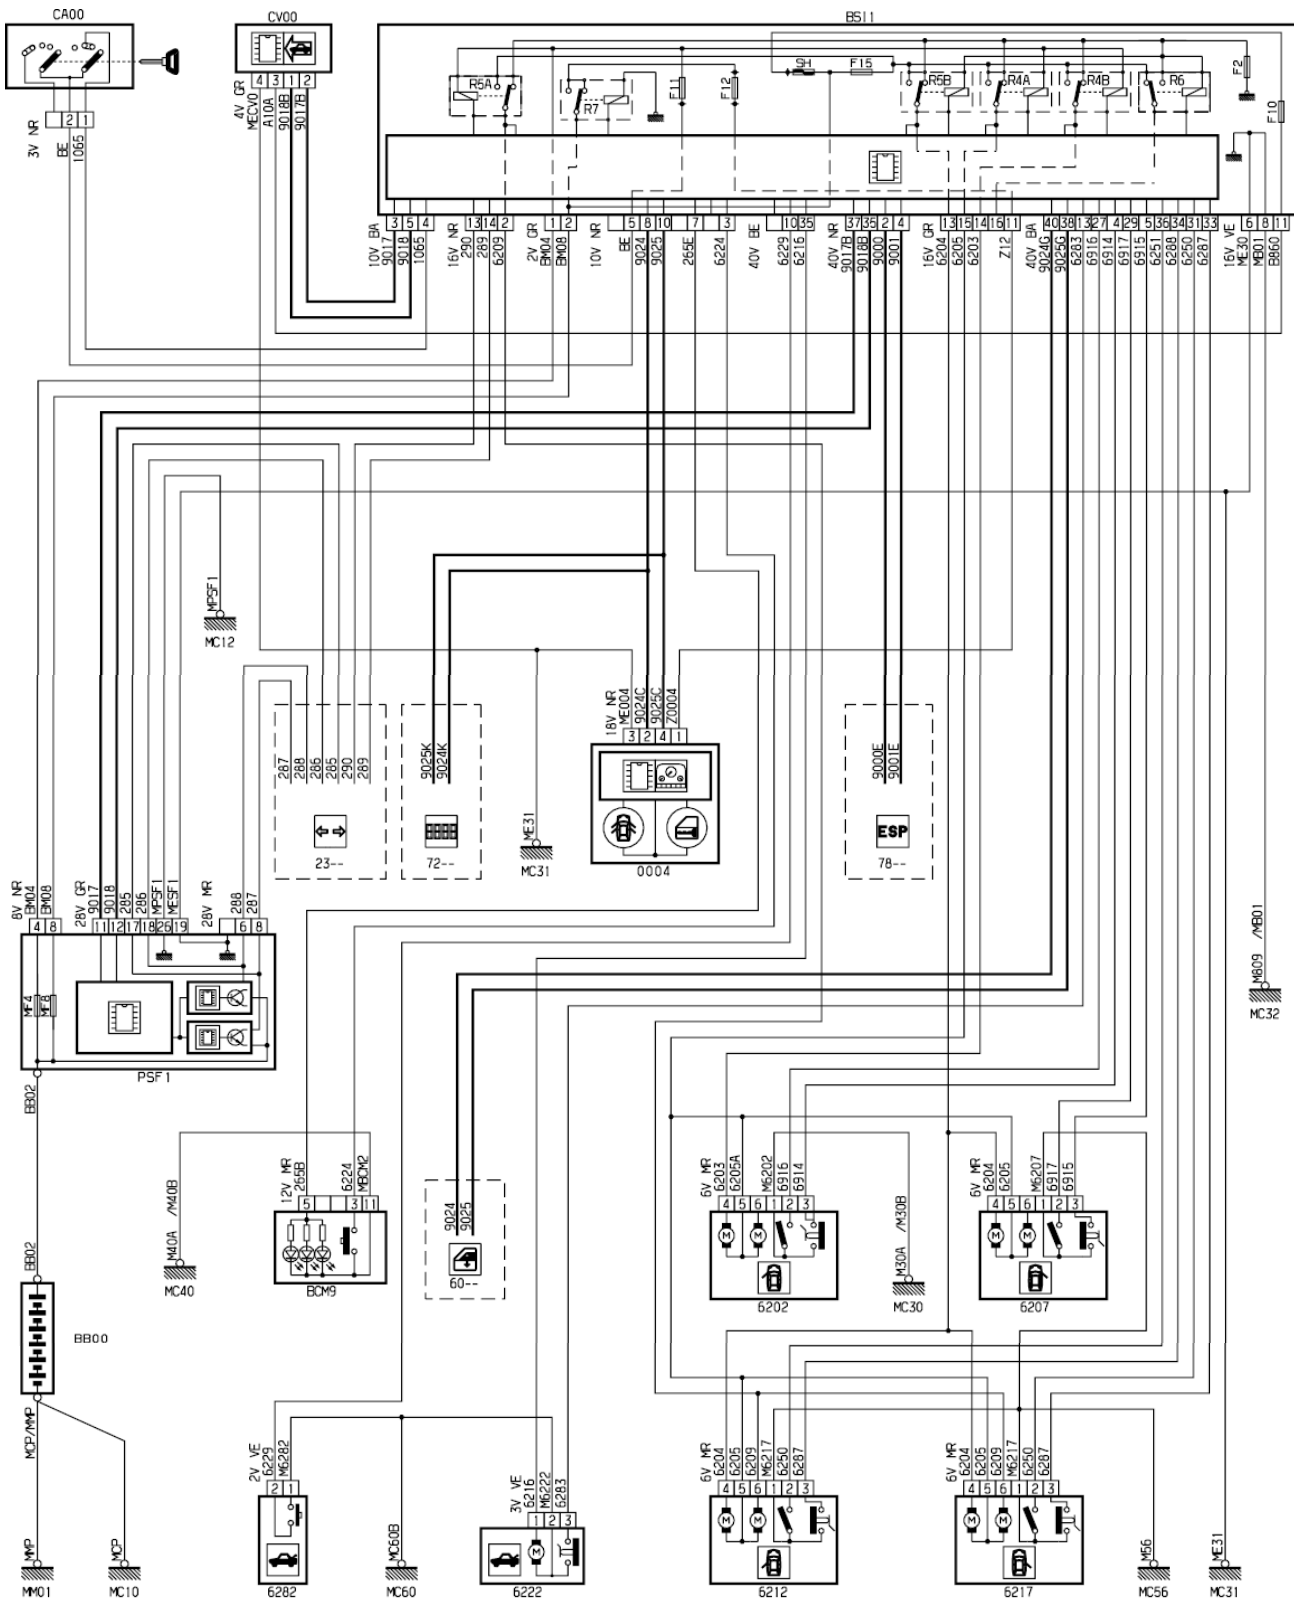 CA00
CV00
BSI1
R5A
R7
F11
F12
SH
F15
R5B
R4A
R4B
R6
F2
F10
4 3 1 2
4V GR
MECV0
A10A
9018B
9017B
2 1
3V NR
BE
1065
3 5 4
10V BA
9017
9018
1065
13 14 2
16V NR
290
289
6209
1 2
2V GR
BM04
BM08
5 8 10 7 3
10V NR
BE
9024
9025
266E
6224
10 35
40V BE
6229
6216
37 35 2 4
40V NR
9017B
9018B
9000
9001
13 15 14 16 11
16V GR
6204
6205
6203
Z12
40 38 13 27 4 29 5 36 34 31 33
40V BA
9024G
9025G
6283
6916
6914
6917
6915
6251
6288
6250
6287
6 8 11
16V VE
ME30
MB01
B860
MPSF1
MC12
287
288
286
285
290
289
23--
9025K
9024K
72--
ME31
MC31
18V NR
ME004
9024C
9025C
Z0004
3 2 4 1
0004
9000E
9001E
ESP
78--
M809 /MB01
MC32
8V NR
BM04
BM08
4 8
28V GR
9017
9018
285
286
MPSF1
MESF1
11 12 17 18 26 19
28V MR
288
287
6 8
MF4
MF8
PSF1
BB02
M40A /M40B
MC40
12V MR
265B
6224
MBCM2
5 3 11
BCM9
9024
9025
60--
6V MR
6203
6205A
M6202
6916
6914
4 5 6 1 2 3
M M
6202
M30A /M30B
MC30
6V MR
6204
6205
M6207
6917
6915
4 5 6 1 2 3
M M
6207
BB02
BB00
MCP/MMP
MMP
MM01
MCP
MC10
2V VE
6229
M6282
2 1
6282
MC60B
MC60
3V VE
6216
M6222
6283
1 2 3
M
6222
6V MR
6204
6205
6209
M6217
6250
6287
4 5 6 1 2 3
M M
6212
6V MR
6204
6205
6209
M6217
6250
6287
4 5 6 1 2 3
M M
6217
M56
MC56
ME31
MC31